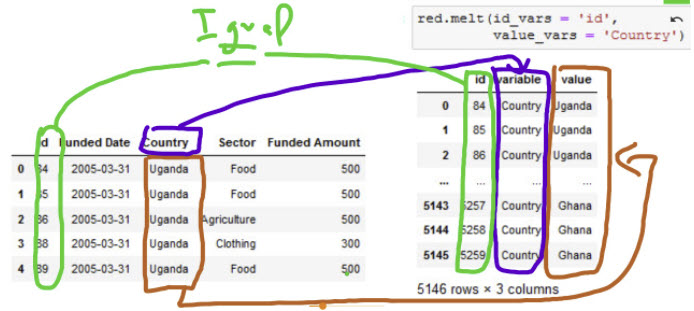 Igual
red.melt(id_vars = 'id',
value_vars = 'Country')
id Funded Date Country Sector Funded Amount
0 84 2005-03-31 Uganda Food 500
1 85 2005-03-31 Uganda Food 500
2 86 2005-03-31 Uganda Agriculture 500
3 88 2005-03-31 Uganda Clothing 300
4 89 2005-03-31 Uganda Food 500
id variable value
0 84 Country Uganda
1 85 Country Uganda
2 86 Country Uganda
... ... ... ...
5143 5257 Country Ghana
5144 5258 Country Ghana
5145 5259 Country Ghana
5146 rows × 3 columns